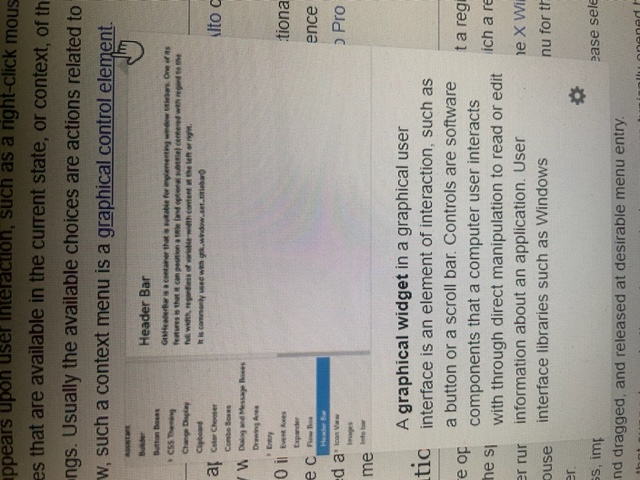 appears upon user interaction, such as a right-click mous
es that are available in the current state, or context, of th
ngs. Usually the available choices are actions related to
w, such a context menu is a graphical control element.
Assistant
Builder
Button Boxes
CSS Theming
Change Display
Clipboard
Color Chooser
Combo Boxes
Dialog and Message Boxes
Drawing Area
Entry
Event Axes
Expander
Flow Box
Header Bar
Icon View
Images
Info bar
Header Bar
GtkHeaderBar is a container that is suitable for implementing window titlebars. One of its
features is that it can position a title (and optional subtitle) centered with regard to the
full width, regardless of variable-width content at the left or right.
It is commonly used with gtk_window_set_titlebar()
A graphical widget in a graphical user
interface is an element of interaction, such as
a button or a scroll bar. Controls are software
components that a computer user interacts
with through direct manipulation to read or edit
information about an application. User
interface libraries such as Windows
Alto
Pro
me
t a reg
ich a re
he X Wi
nu for th
ease sele
nd dragged, and released at desirable menu entry.